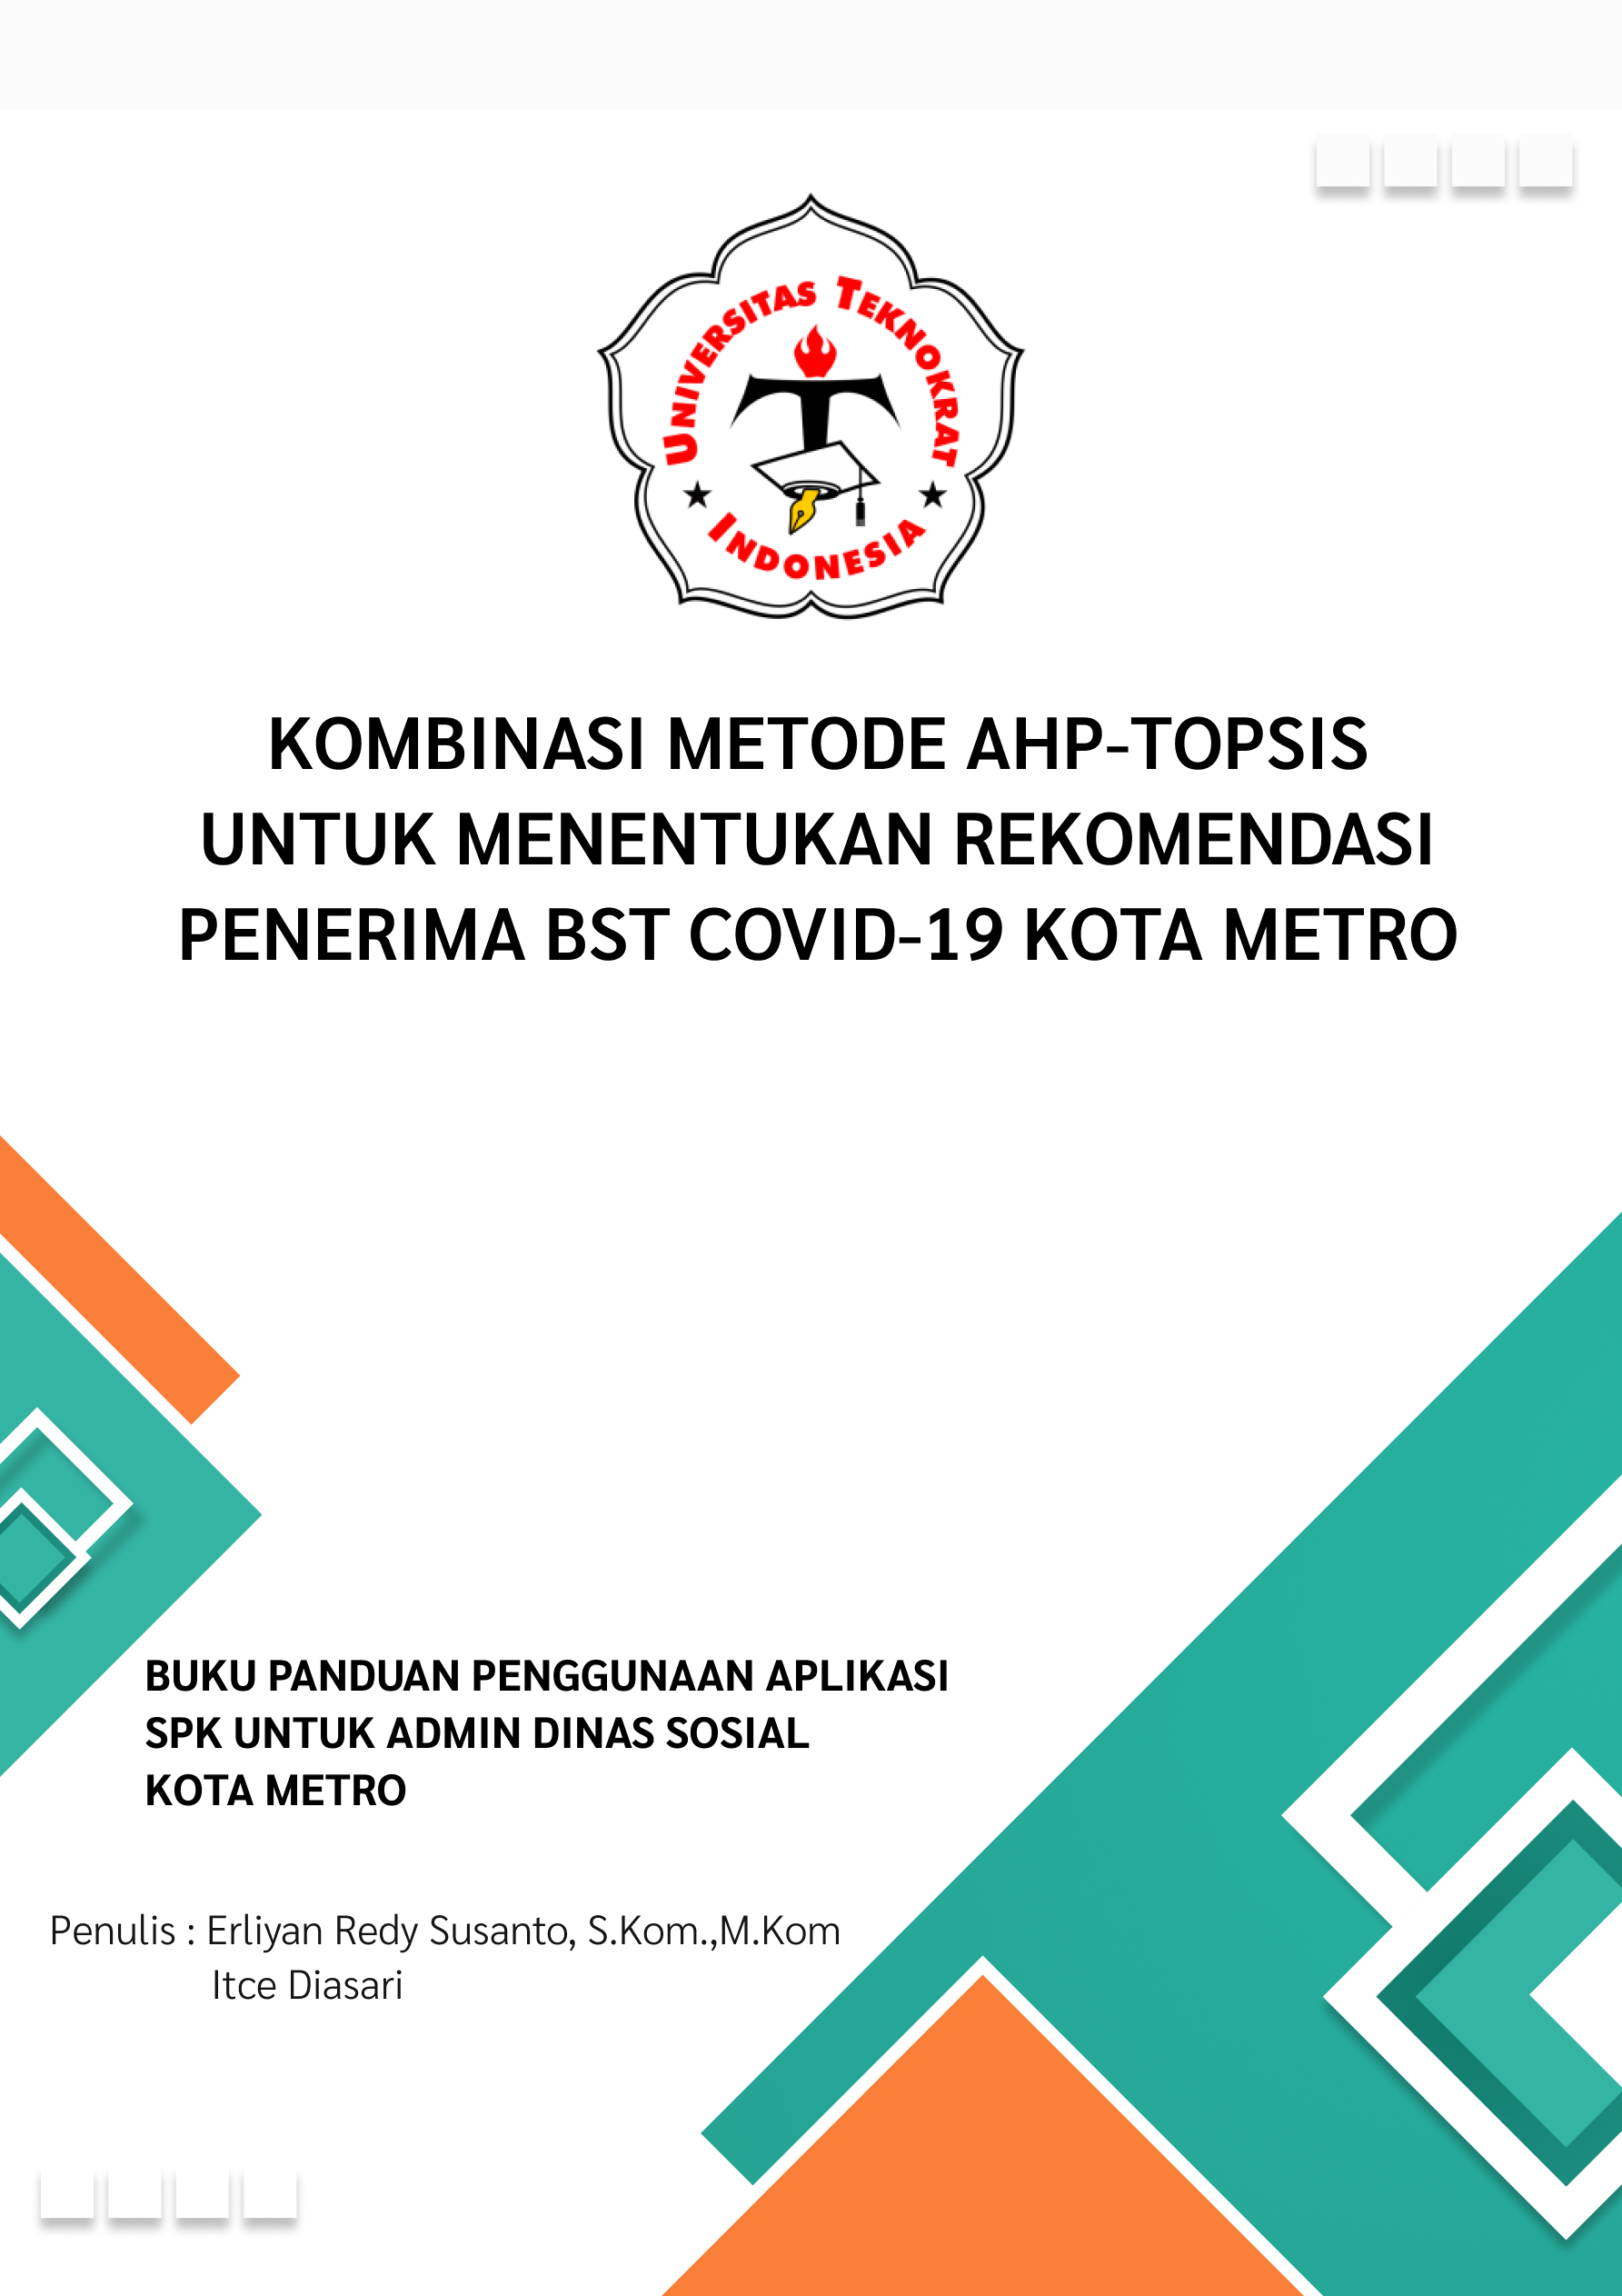 UNIVERSITAS TEKNOKRAT
INDONESIA
KOMBINASI METODE AHP-TOPSIS
UNTUK MENENTUKAN REKOMENDASI
PENERIMA BST COVID-19 KOTA METRO
BUKU PANDUAN PENGGUNAAN APLIKASI
SPK UNTUK ADMIN DINAS SOSIAL
KOTA METRO
Penulis : Erliyan Redy Susanto, S.Kom.,M.Kom
Itce Diasari